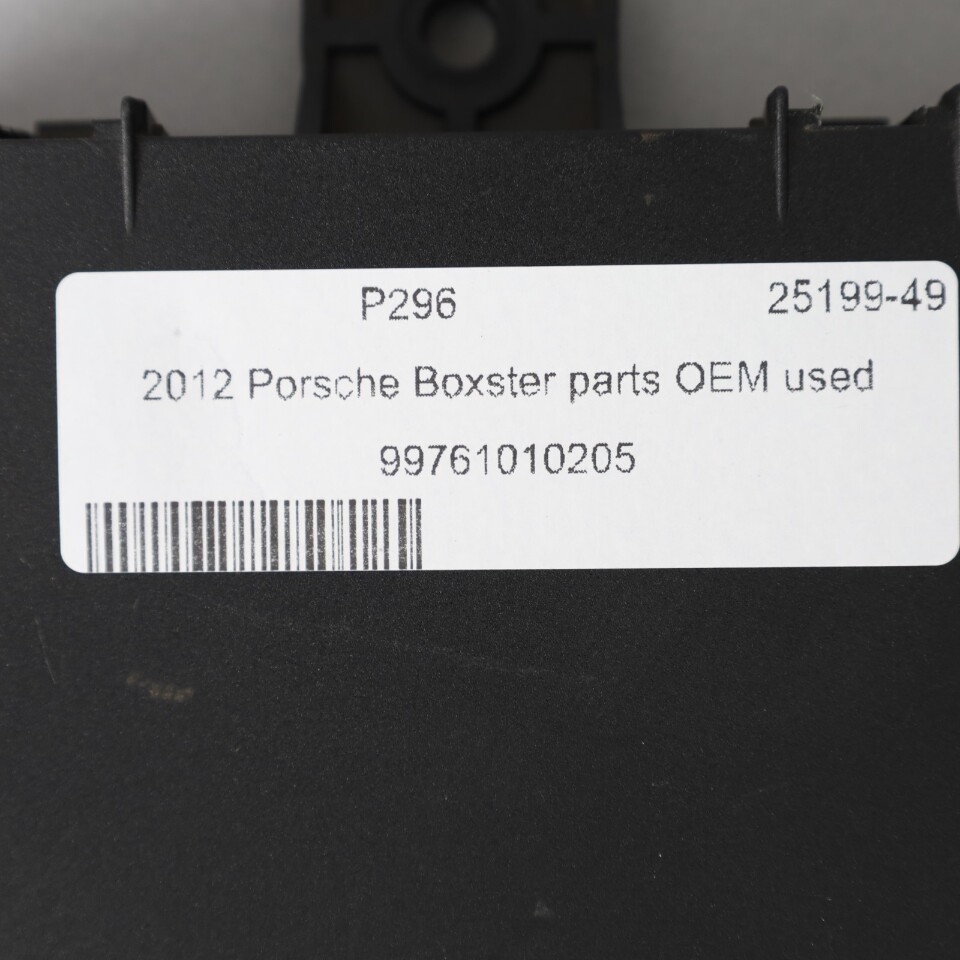 P296 25199-49
2012 Porsche Boxster parts OEM used
99761010205